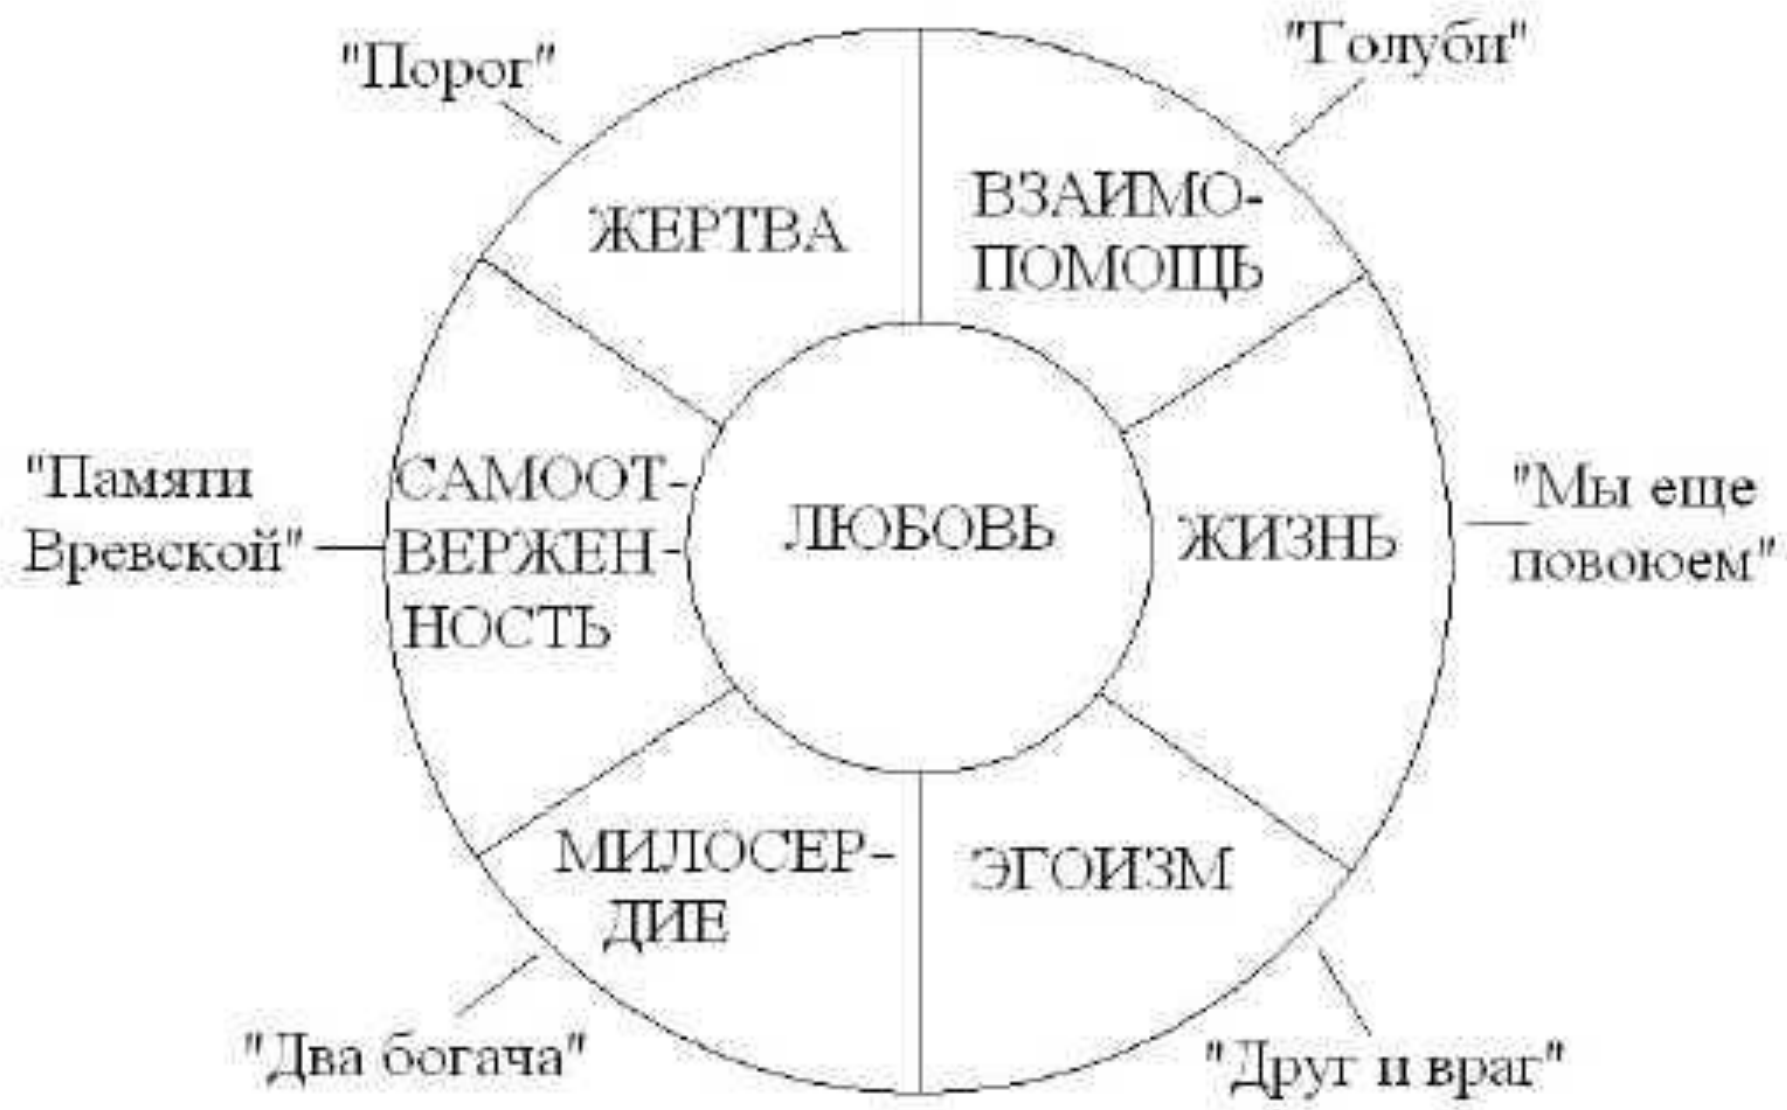 "Порог"
"Голуби"
ЖЕРТВА
ВЗАИМО-
ПОМОЩЬ
"Памяти
Вревской"
САМООТ-
ВЕРЖЕН-
НОСТЬ
ЛЮБОВЬ
ЖИЗНЬ
"Мы еще
повоюем"
МИЛОСЕР-
ДИЕ
ЭГОИЗМ
"Два богача"
"Друг и враг"